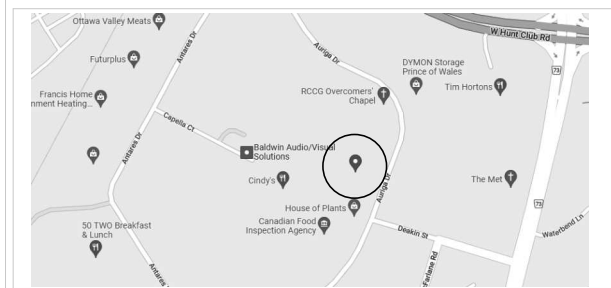 Ottawa Valley Meats
W Hunt Club Rd
Auriga Dr
Antares Dr
Futurplus
DYMON Storage
Prince of Wales
73
RCCG Overcomers'
Chapel
Tim Hortons
Francis Home
nment Heating...
Capella Ct
Antares Dr
Baldwin Audio/Visual
Solutions
Cindy's
The Met
Auriga Dr
House of Plants
73
50 TWO Breakfast
& Lunch
Canadian Food
Inspection Agency
Deakin St
Waterbend Ln
Antares
cFarlane Rd